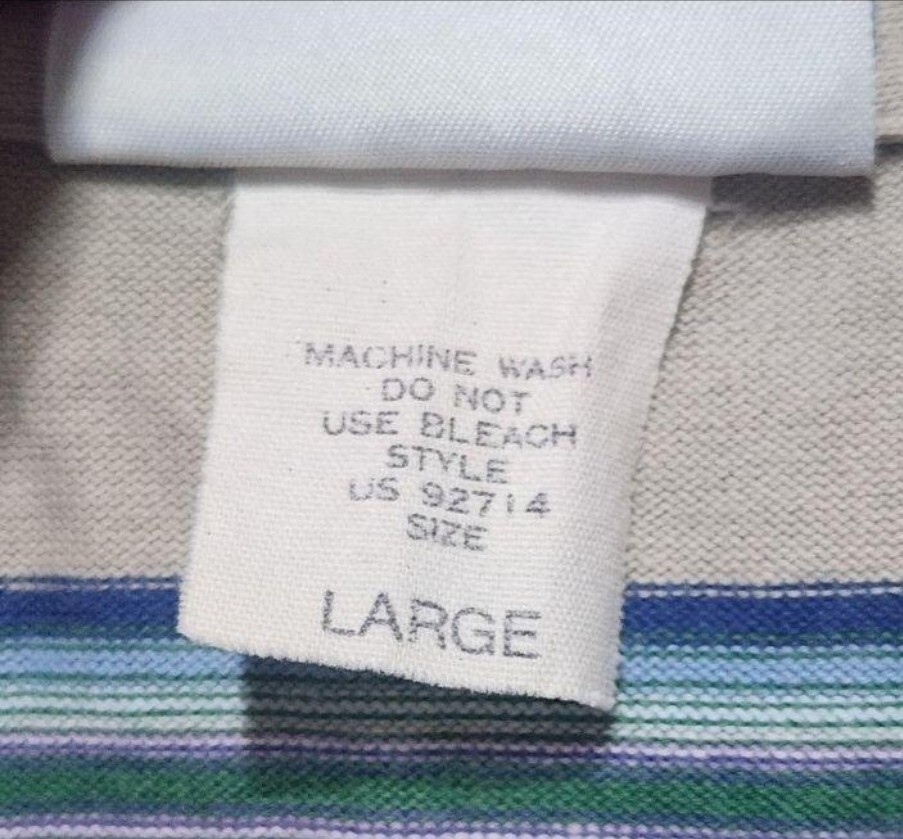 MACHINE WASH
DO NOT
USE BLEACH
STYLE
US 92714
SIZE
LARGE